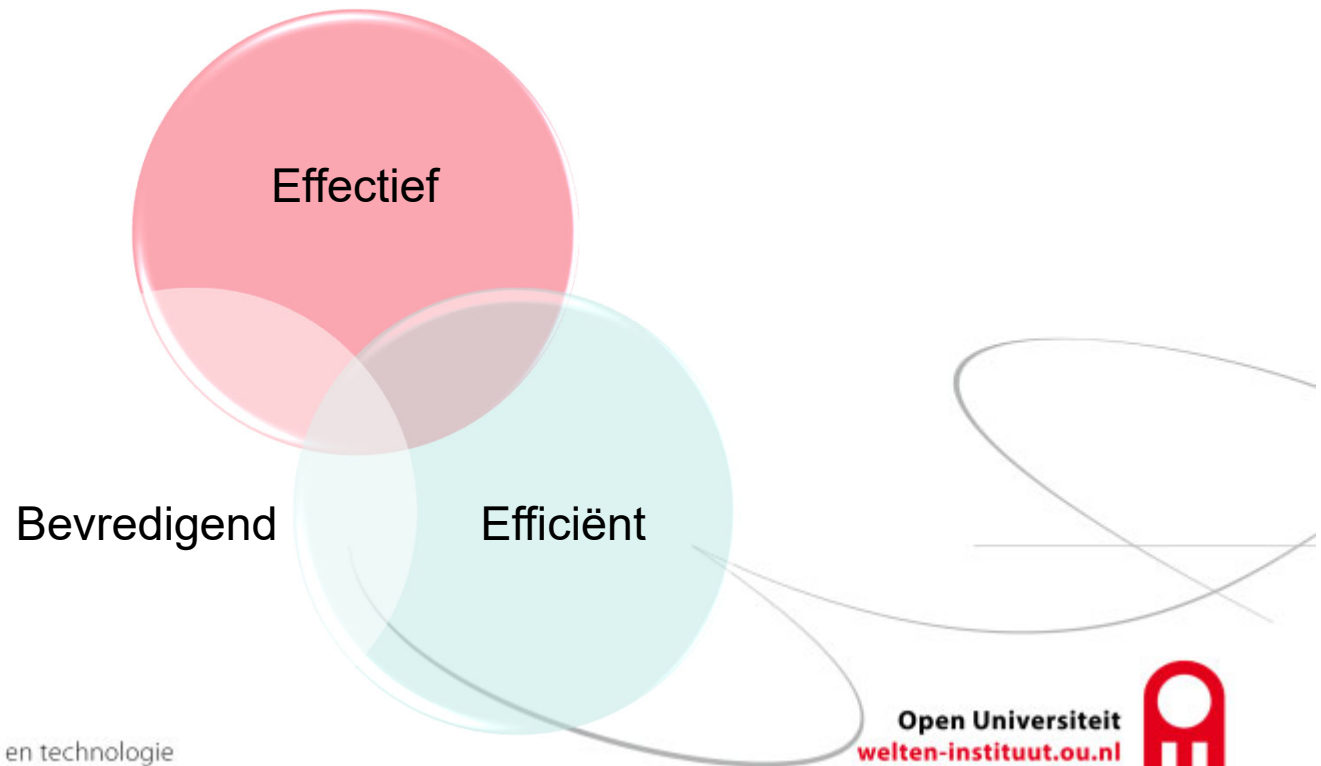 Effectief
Bevredigend
Efficiënt
en technologie
Open Universiteit
welten-instituut.ou.nl